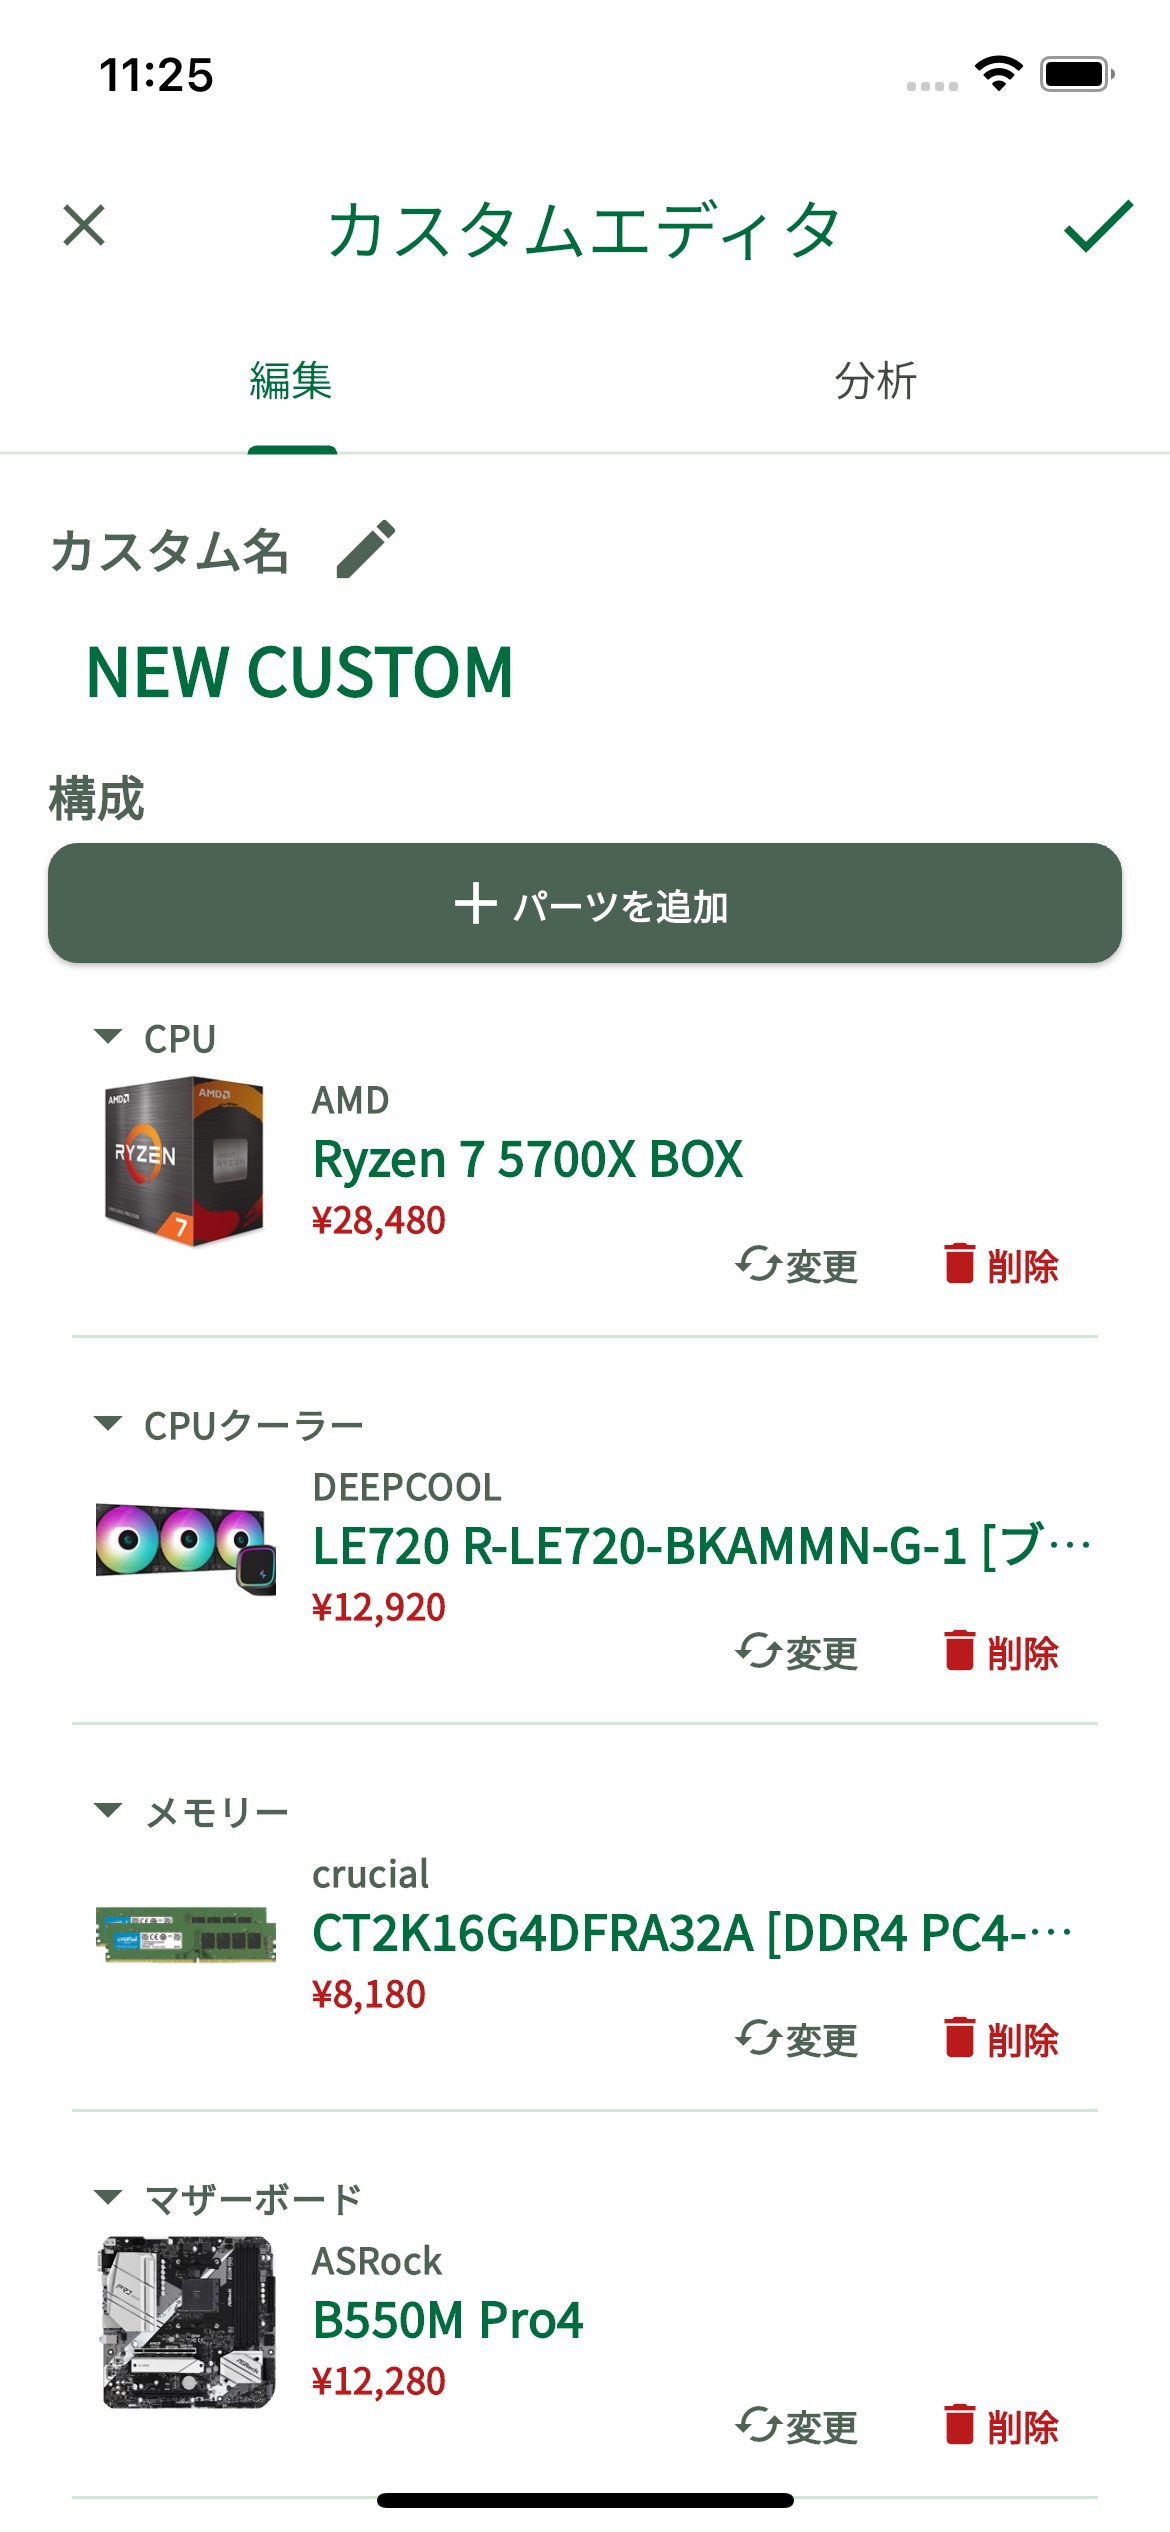 11:25
カスタムエディタ
編集
分析
カスタム名
NEW CUSTOM
構成
パーツを追加
CPU
AMD
RYZEN
7
AMD
Ryzen 7 5700X BOX
¥28,480
変更
削除
CPUクーラー
DEEPCOOL
LE720 R-LE720-BKAMMN-G-1 [ブ…
¥12,920
変更
削除
メモリー
crucial
CT2K16G4DFRA32A [DDR4 PC4-…
¥8,180
変更
削除
マザーボード
ASRock
B550M Pro4
¥12,280
変更
削除